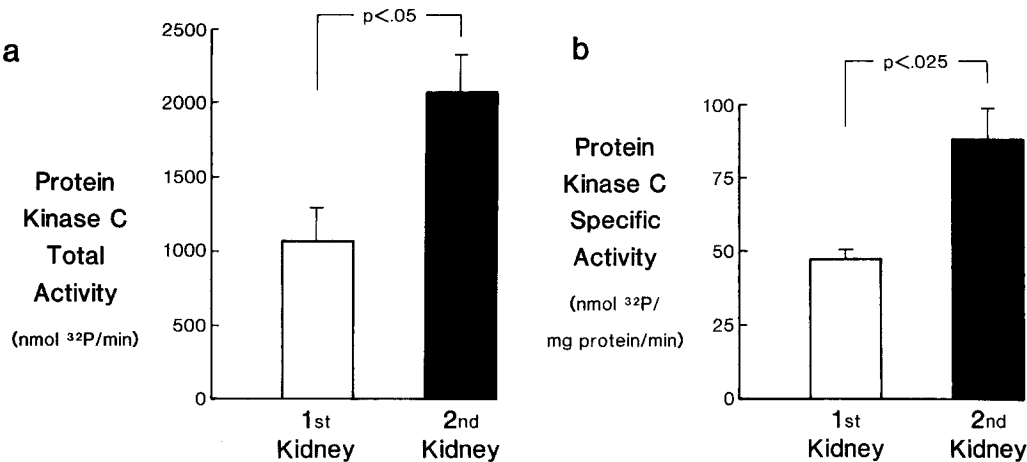 a
p<.05
2500
2000
1500
1000
500
0
Protein
Kinase C
Total
Activity
(nmol ³²P/min)
1st
Kidney
2nd
Kidney
b
p<.025
100
75
50
25
0
Protein
Kinase C
Specific
Activity
(nmol ³²P/
mg protein/min)
1st
Kidney
2nd
Kidney